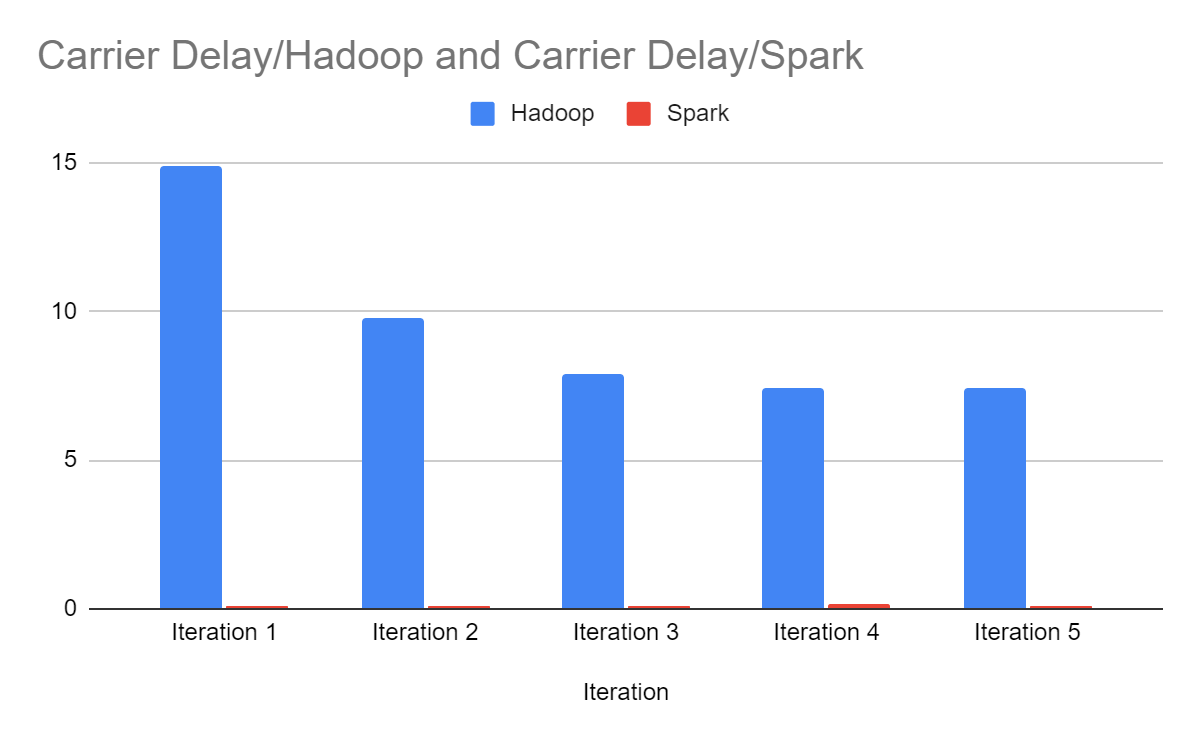 Carrier Delay/Hadoop and Carrier Delay/Spark
Hadoop Spark
15
10
5
0
Iteration 1 Iteration 2 Iteration 3 Iteration 4 Iteration 5
Iteration